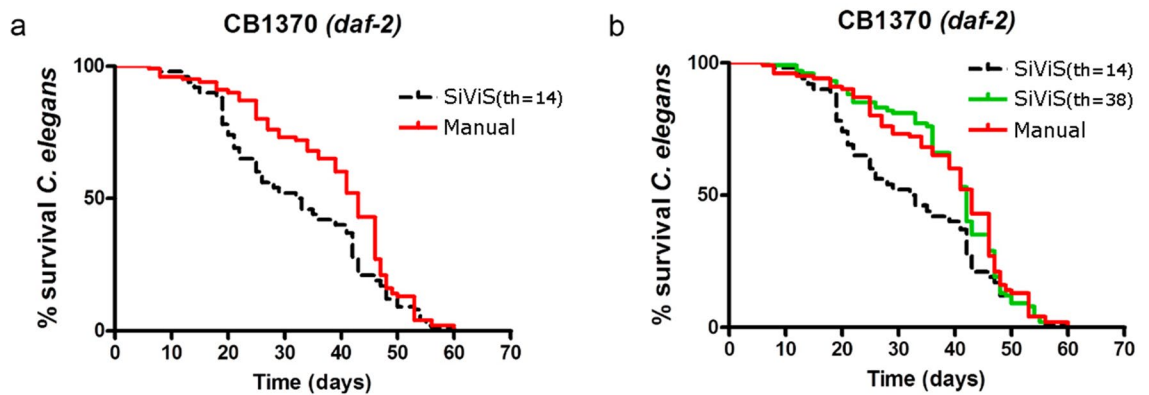 a
CB1370 (daf-2)
% survival C. elegans
100
50
0
0 10 20 30 40 50 60 70
Time (days)
SiViS(th=14)
Manual
b
CB1370 (daf-2)
% survival C. elegans
100
50
0
0 10 20 30 40 50 60 70
Time (days)
SiViS(th=14)
SiViS(th=38)
Manual